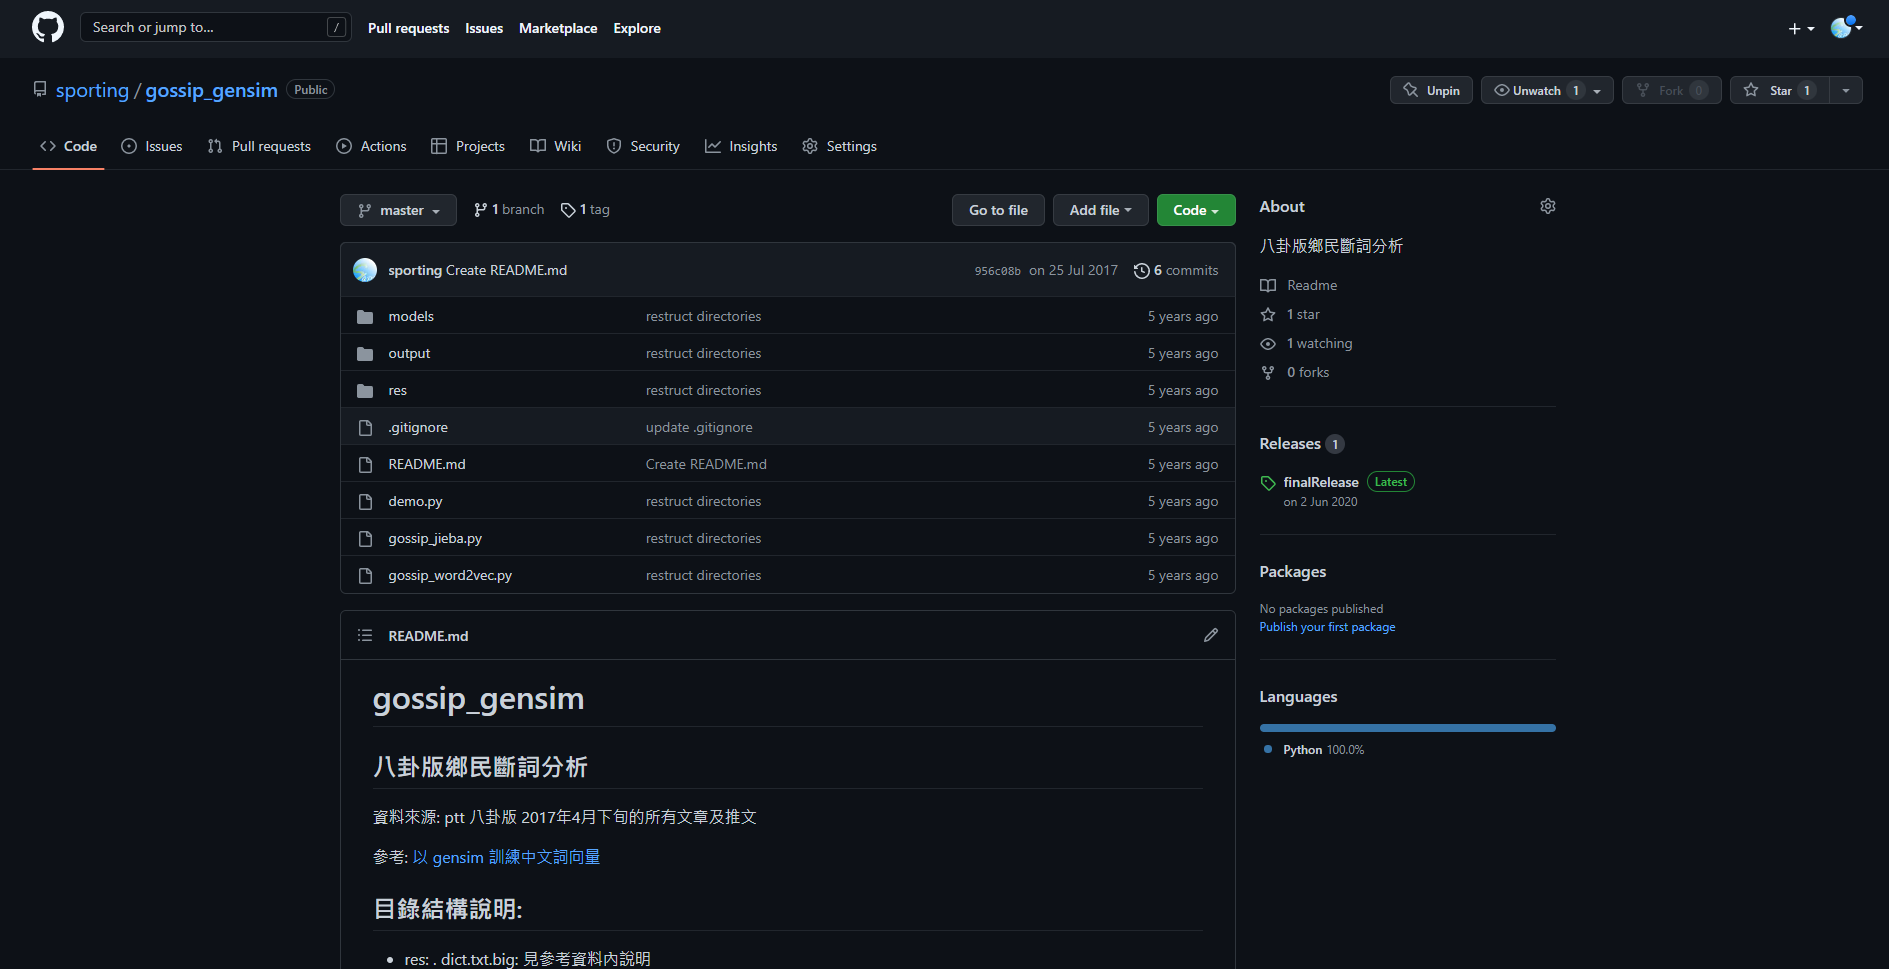 Search or jump to... /
Pull requests Issues Marketplace Explore
sporting / gossip_gensim Public
Unpin Unwatch 1 Fork 0 Star 1
Code Issues Pull requests Actions Projects Wiki Security Insights Settings
master 1 branch 1 tag Go to file Add file Code
sporting Create README.md 956c08b on 25 Jul 2017 6 commits
models restruct directories 5 years ago
output restruct directories 5 years ago
res restruct directories 5 years ago
.gitignore update .gitignore 5 years ago
README.md Create README.md 5 years ago
demo.py restruct directories 5 years ago
gossip_jieba.py restruct directories 5 years ago
gossip_word2vec.py restruct directories 5 years ago
README.md
gossip_gensim
八卦版鄉民斷詞分析
資料來源: ptt 八卦版 2017年4月下旬的所有文章及推文
參考: 以 gensim 訓練中文詞向量
目錄結構說明:
res: . dict.txt.big: 見參考資料內說明
About
八卦版鄉民斷詞分析
Readme
1 star
1 watching
0 forks
Releases 1
finalRelease Latest
on 2 Jun 2020
Packages
No packages published
Publish your first package
Languages
Python 100.0%